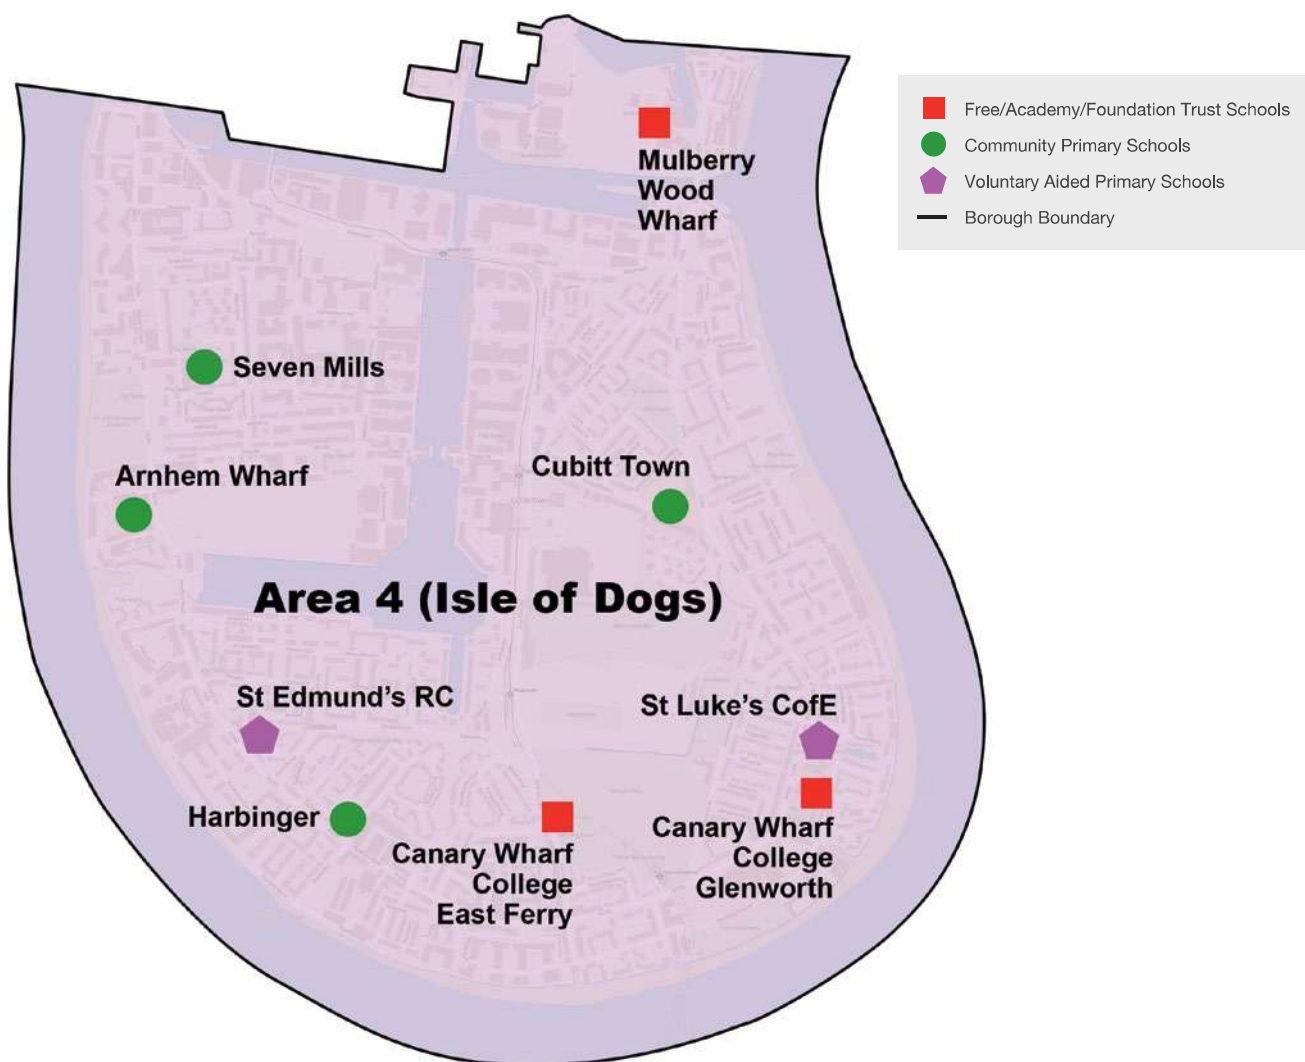 Free/Academy/Foundation Trust Schools
Community Primary Schools
Voluntary Aided Primary Schools
Borough Boundary
Mulberry
Wood
Wharf
Seven Mills
Arnhem Wharf
Cubitt Town
Area 4 (Isle of Dogs)
St Edmund's RC
St Luke's CofE
Harbinger
Canary Wharf
College
East Ferry
Canary Wharf
College
Glenworth